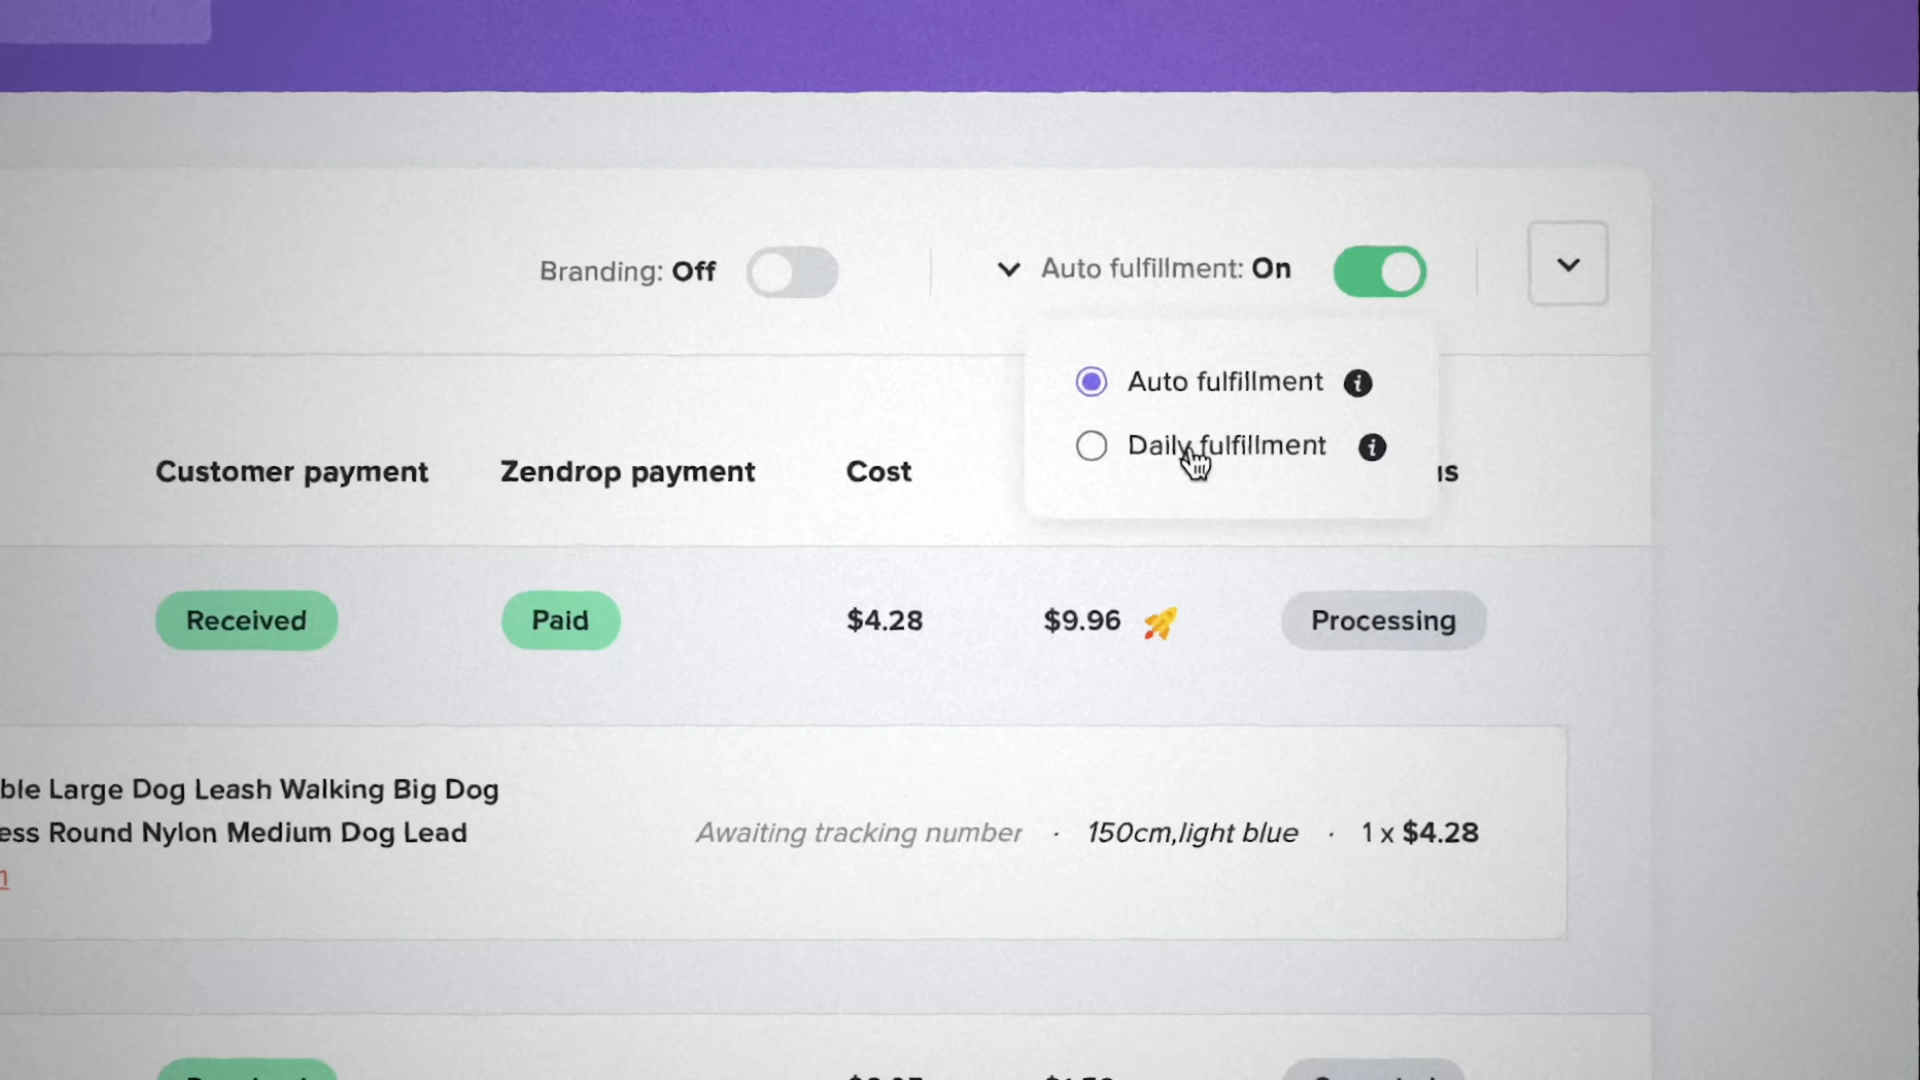 Branding: Off
Auto fulfillment: On
Auto fulfillment
Daily fulfillment
Customer payment
Zendrop payment
Cost
us
Received
Paid
$4.28
$9.96
Processing
ble Large Dog Leash Walking Big Dog
ess Round Nylon Medium Dog Lead
Awaiting tracking number · 150cm,light blue · 1 x $4.28